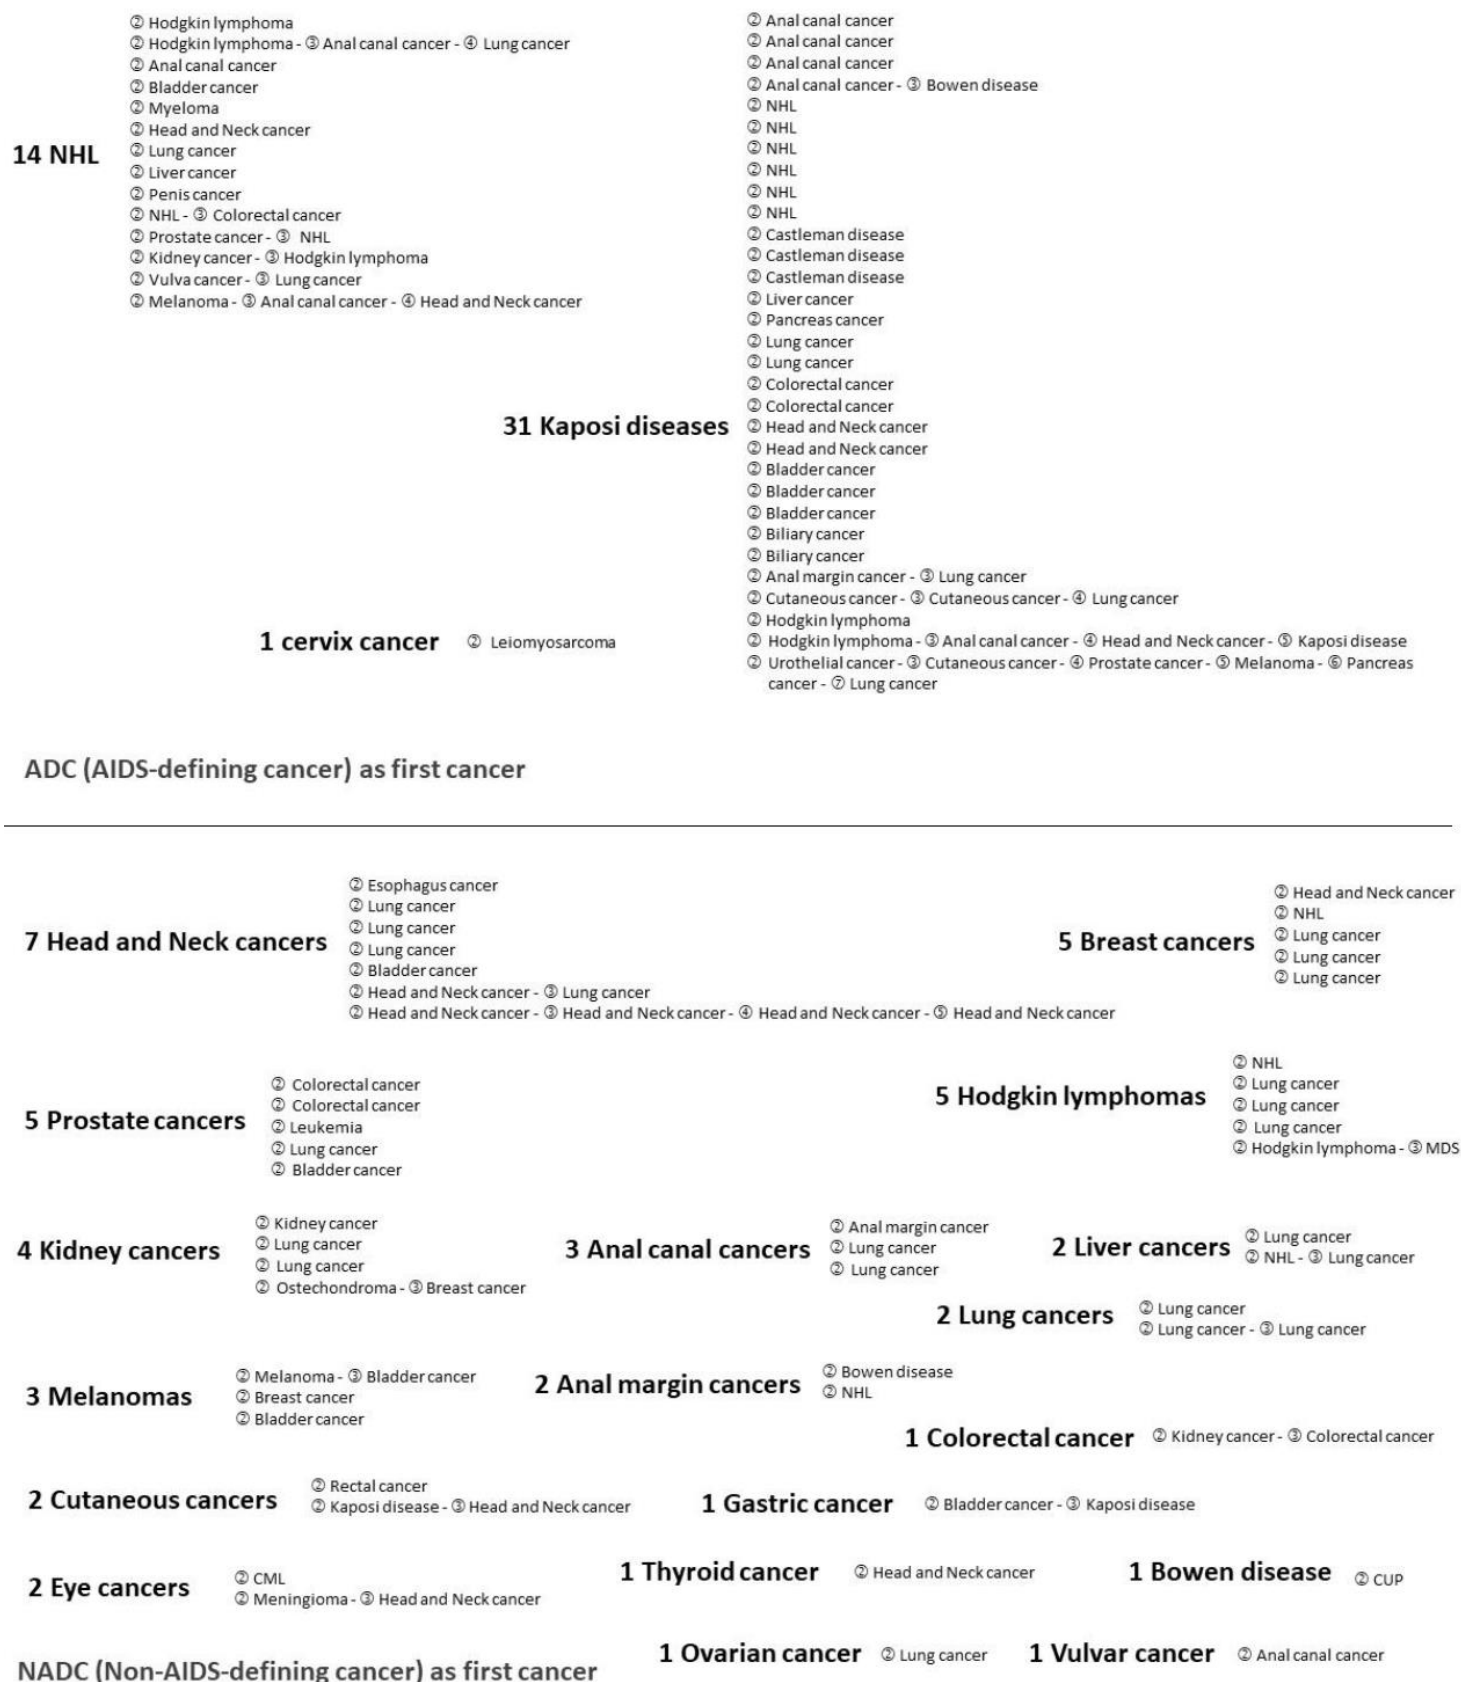 14 NHL
② Hodgkin lymphoma
② Hodgkin lymphoma - ③ Anal canal cancer - ④ Lung cancer
② Anal canal cancer
② Bladder cancer
② Myeloma
② Head and Neck cancer
② Lung cancer
② Liver cancer
② Penis cancer
② NHL - ③ Colorectal cancer
② Prostate cancer - ③ NHL
② Kidney cancer - ③ Hodgkin lymphoma
② Vulva cancer - ③ Lung cancer
② Melanoma - ③ Anal canal cancer - ④ Head and Neck cancer
31 Kaposi diseases
② Anal canal cancer
② Anal canal cancer
② Anal canal cancer
② Anal canal cancer - ③ Bowen disease
② NHL
② NHL
② NHL
② NHL
② NHL
② NHL
② Castleman disease
② Castleman disease
② Castleman disease
② Liver cancer
② Pancreas cancer
② Lung cancer
② Lung cancer
② Colorectal cancer
② Colorectal cancer
② Head and Neck cancer
② Head and Neck cancer
② Bladder cancer
② Bladder cancer
② Bladder cancer
② Biliary cancer
② Biliary cancer
② Anal margin cancer - ③ Lung cancer
② Cutaneous cancer - ③ Cutaneous cancer - ④ Lung cancer
② Hodgkin lymphoma
② Hodgkin lymphoma - ③ Anal canal cancer - ④ Head and Neck cancer - ⑤ Kaposi disease
② Urothelial cancer - ③ Cutaneous cancer - ④ Prostate cancer - ⑤ Melanoma - ⑥ Pancreas
cancer - ⑦ Lung cancer
1 cervix cancer ② Leiomyosarcoma
ADC (AIDS-defining cancer) as first cancer
7 Head and Neck cancers
② Esophagus cancer
② Lung cancer
② Lung cancer
② Lung cancer
② Bladder cancer
② Head and Neck cancer - ③ Lung cancer
② Head and Neck cancer - ③ Head and Neck cancer - ④ Head and Neck cancer - ⑤ Head and Neck cancer
5 Breast cancers
② Head and Neck cancer
② NHL
② Lung cancer
② Lung cancer
② Lung cancer
5 Prostate cancers
② Colorectal cancer
② Colorectal cancer
② Leukemia
② Lung cancer
② Bladder cancer
5 Hodgkin lymphomas
② NHL
② Lung cancer
② Lung cancer
② Lung cancer
② Hodgkin lymphoma - ③ MDS
4 Kidney cancers
② Kidney cancer
② Lung cancer
② Lung cancer
② Ostechondroma - ③ Breast cancer
3 Anal canal cancers
② Anal margin cancer
② Lung cancer
② Lung cancer
2 Liver cancers
② Lung cancer
② NHL - ③ Lung cancer
2 Lung cancers
② Lung cancer
② Lung cancer - ③ Lung cancer
3 Melanomas
② Melanoma - ③ Bladder cancer
② Breast cancer
② Bladder cancer
2 Anal margin cancers
② Bowen disease
② NHL
1 Colorectal cancer ② Kidney cancer - ③ Colorectal cancer
2 Cutaneous cancers
② Rectal cancer
② Kaposi disease - ③ Head and Neck cancer
1 Gastric cancer ② Bladder cancer - ③ Kaposi disease
2 Eye cancers
② CML
② Meningioma - ③ Head and Neck cancer
1 Thyroid cancer ② Head and Neck cancer
1 Bowen disease ② CUP
1 Ovarian cancer ② Lung cancer
1 Vulvar cancer ② Anal canal cancer
NADC (Non-AIDS-defining cancer) as first cancer